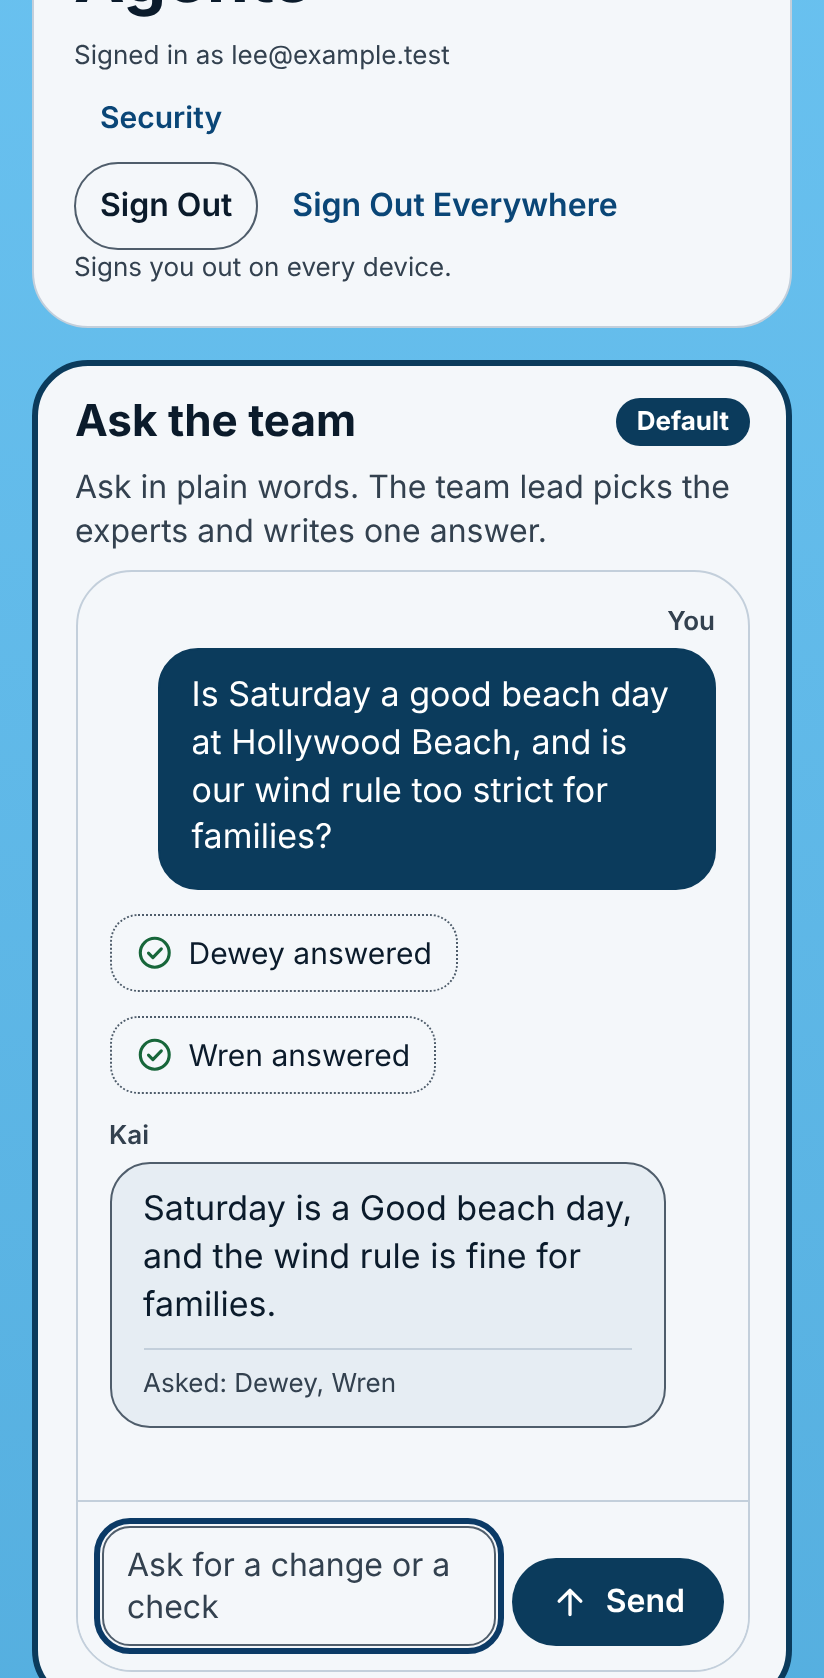 Agents
Signed in as lee@example.test
Security
Sign Out
Sign Out Everywhere
Signs you out on every device.
Ask the team
Default
Ask in plain words. The team lead picks the
experts and writes one answer.
You
Is Saturday a good beach day
at Hollywood Beach, and is
our wind rule too strict for
families?
Dewey answered
Wren answered
Kai
Saturday is a Good beach day,
and the wind rule is fine for
families.
Asked: Dewey, Wren
Ask for a change or a
check
Send